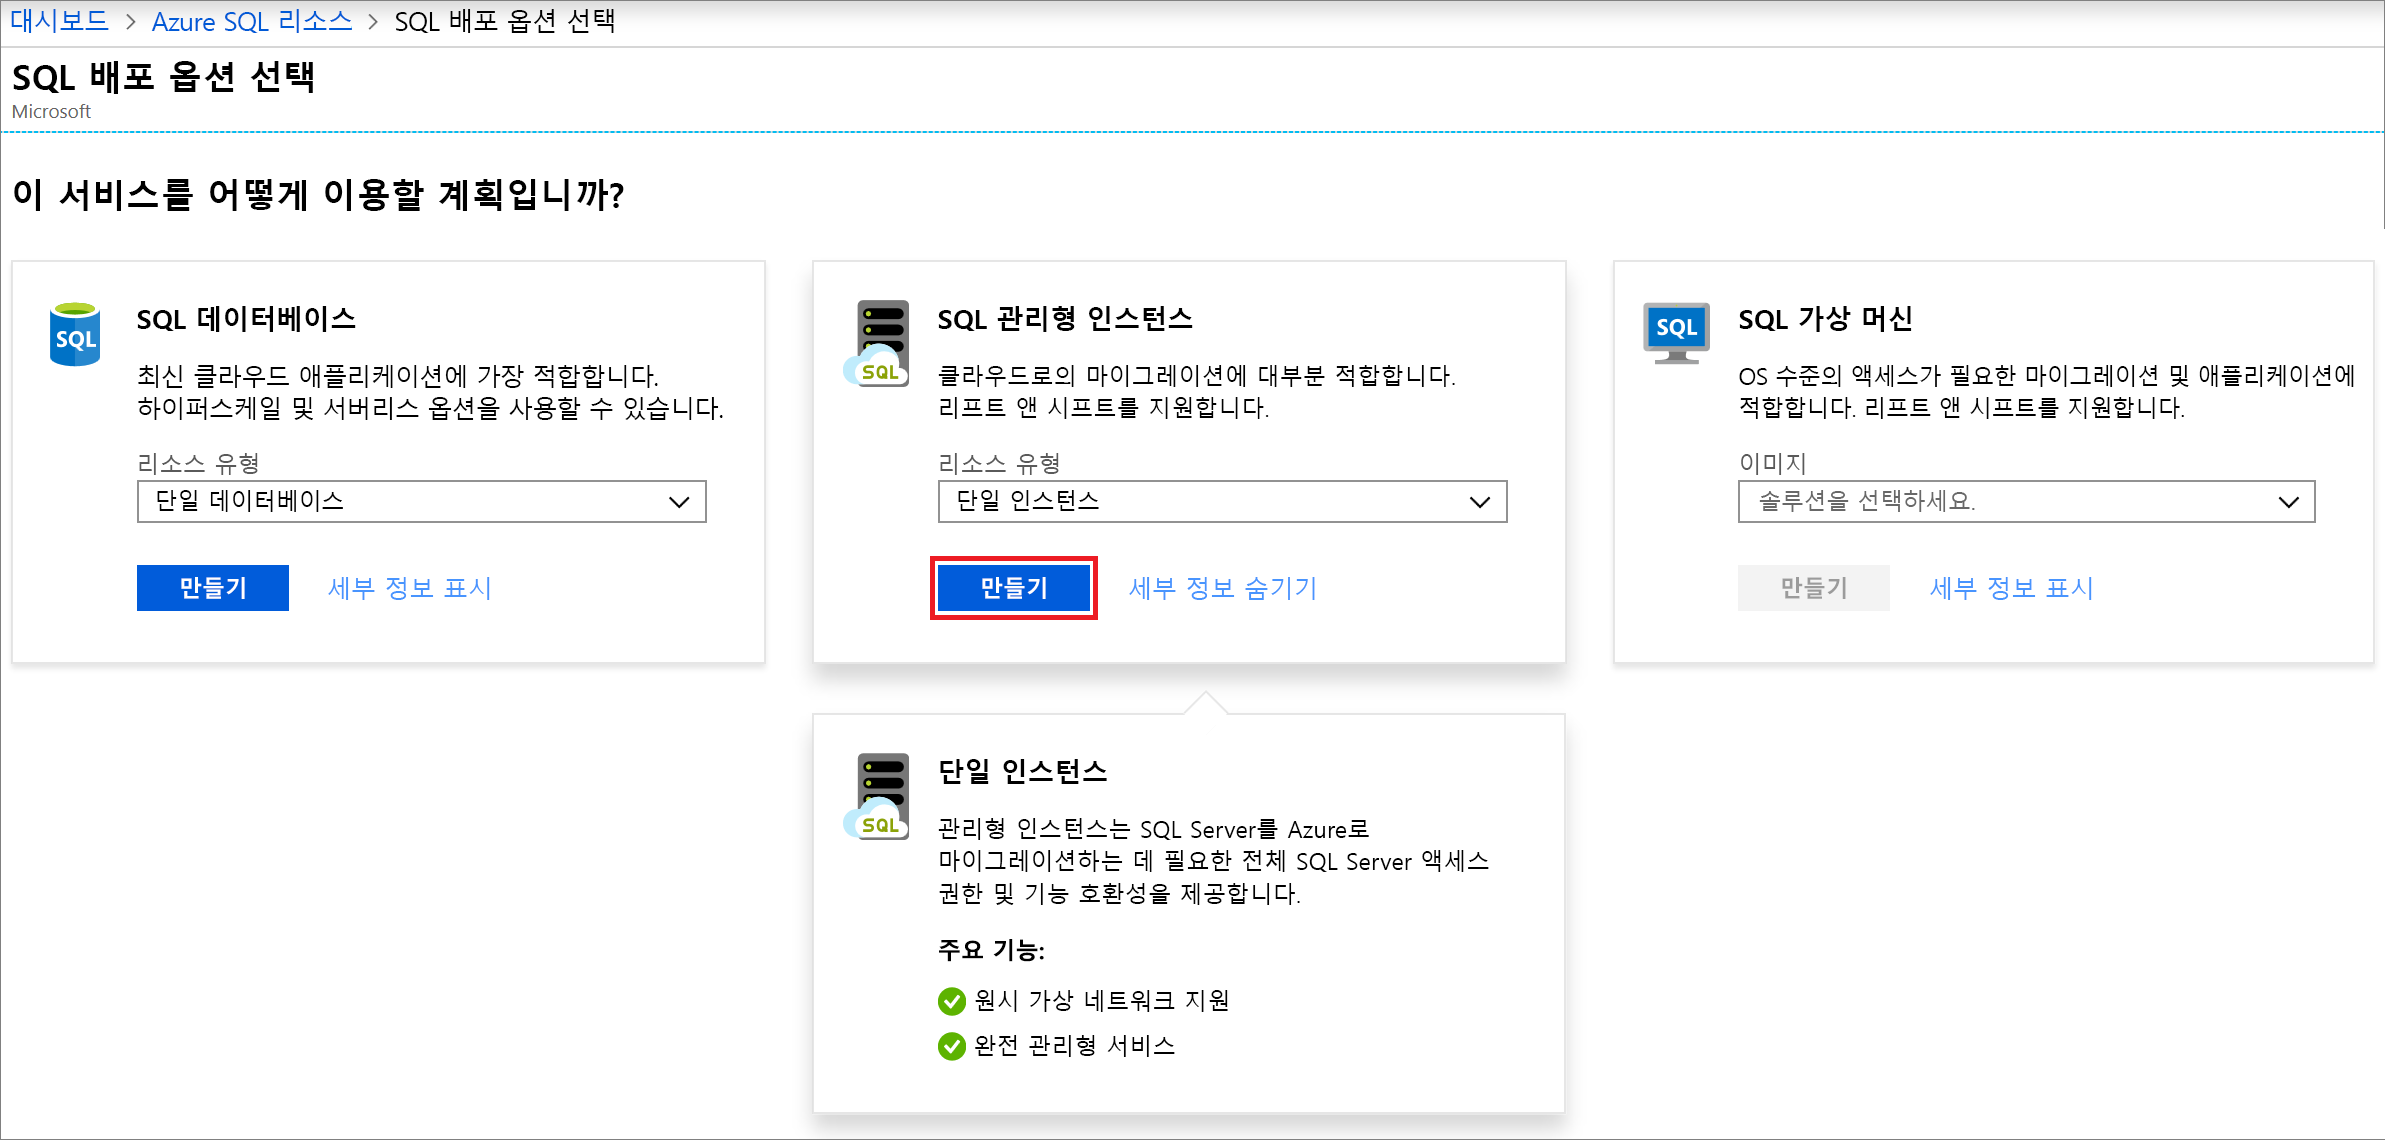 대시보드 > Azure SQL 리소스 > SQL 배포 옵션 선택
SQL 배포 옵션 선택
Microsoft
이 서비스를 어떻게 이용할 계획입니까?
SQL
SQL 데이터베이스
최신 클라우드 애플리케이션에 가장 적합합니다.
하이퍼스케일 및 서버리스 옵션을 사용할 수 있습니다.
리소스 유형
단일 데이터베이스
만들기
세부 정보 표시
SQL
SQL 관리형 인스턴스
클라우드로의 마이그레이션에 대부분 적합합니다.
리프트 앤 시프트를 지원합니다.
리소스 유형
단일 인스턴스
만들기
세부 정보 숨기기
SQL
SQL 가상 머신
OS 수준의 액세스가 필요한 마이그레이션 및 애플리케이션에
적합합니다. 리프트 앤 시프트를 지원합니다.
이미지
솔루션을 선택하세요.
만들기
세부 정보 표시
SQL
단일 인스턴스
관리형 인스턴스는 SQL Server를 Azure로
마이그레이션하는 데 필요한 전체 SQL Server 액세스
권한 및 기능 호환성을 제공합니다.
주요 기능:
원시 가상 네트워크 지원
완전 관리형 서비스